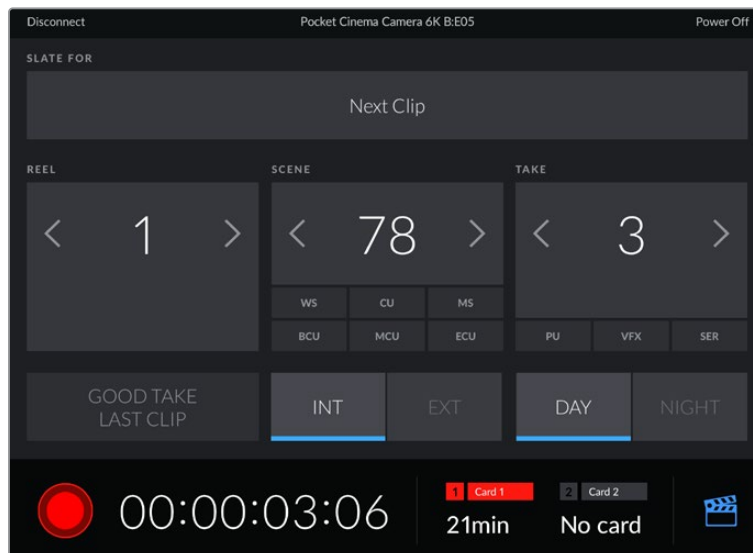 Disconnect Pocket Cinema Camera 6K B:E05 Power Off
SLATE FOR
Next Clip
REEL SCENE TAKE
1 78 3
WS CU MS
BCU MCU ECU PU VFX SER
GOOD TAKE
LAST CLIP
INT EXT DAY NIGHT
00:00:03:06
1 Card 1 2 Card 2
21min No card